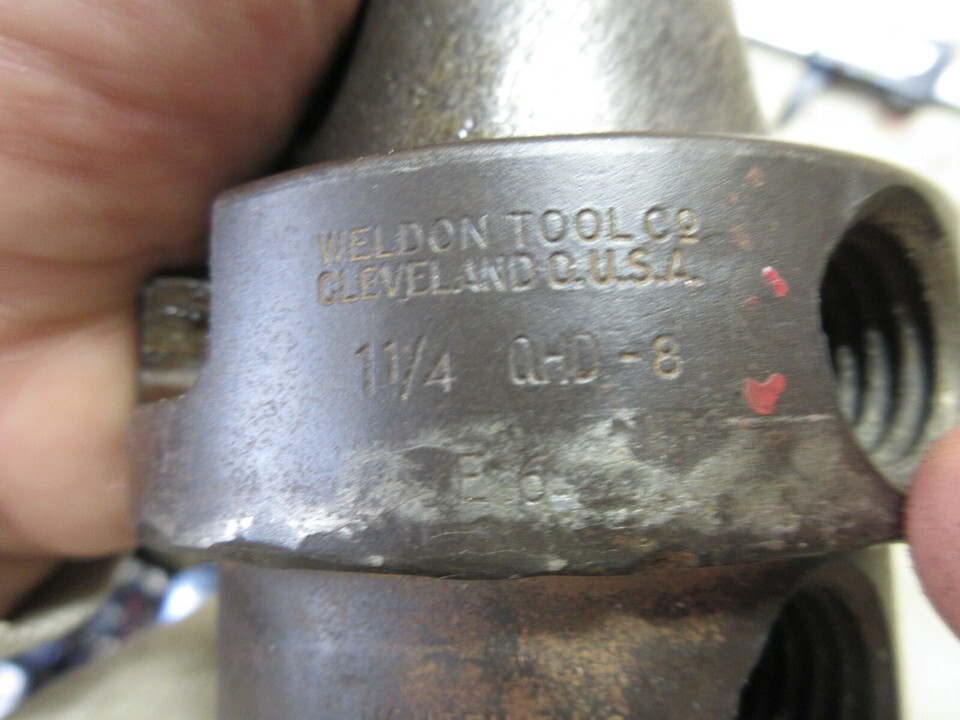 WELDON TOOL CO
CLEVELAND O. U.S.A.
1 1/4 QHD-8
E 6